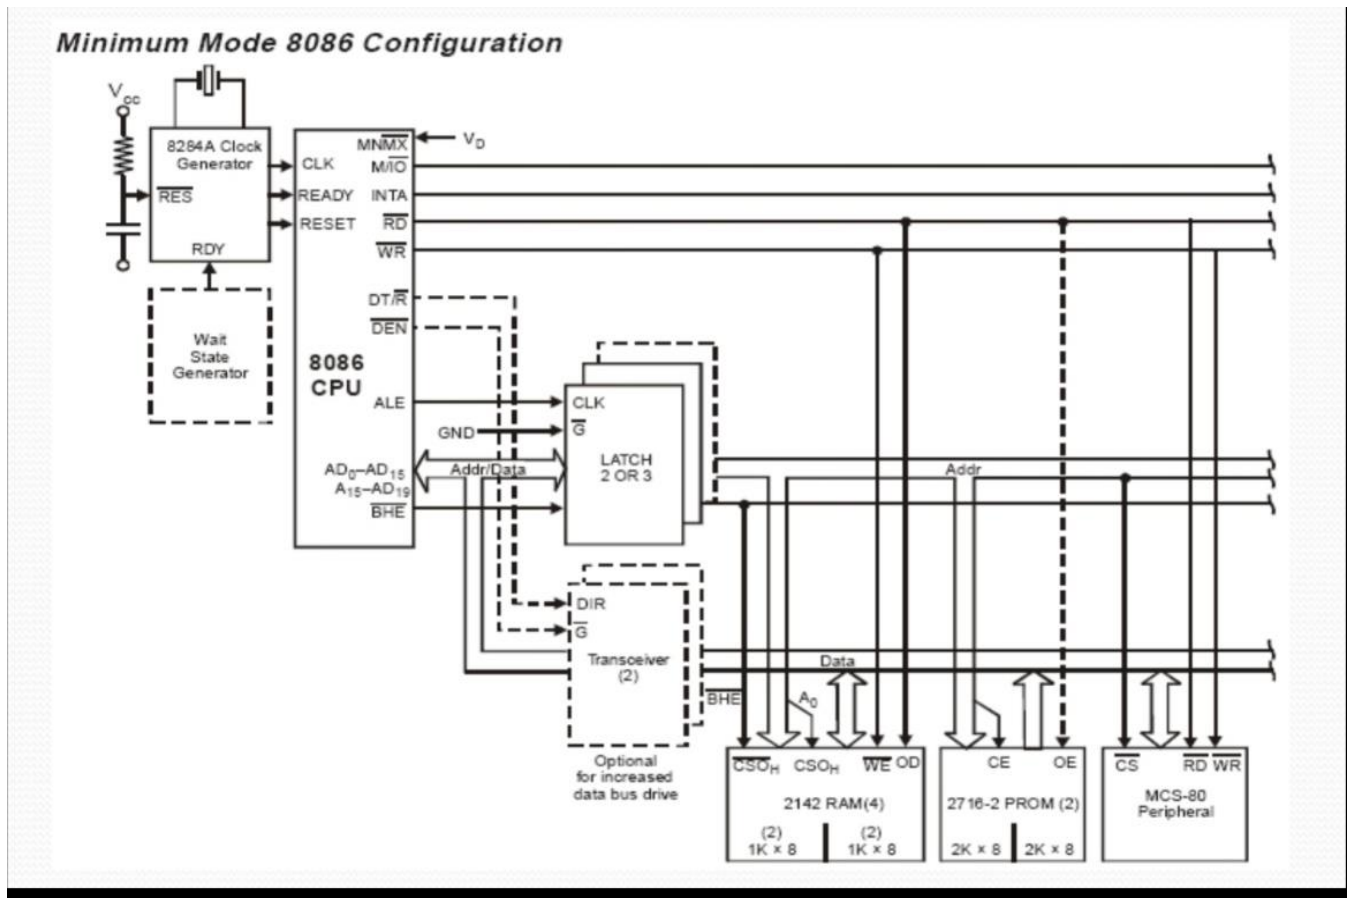 Minimum Mode 8086 Configuration
Vcc
8284A Clock
Generator
RES
RDY
Wait
State
Generator
CLK
READY
RESET
MNMX
VD
M/IO
INTA
RD
WR
DT/R
DEN
8086
CPU
ALE
GND
AD0–AD15
A15–AD19
BHE
Addr/Data
CLK
G
LATCH
2 OR 3
Addr
DIR
G
Transceiver
(2)
Optional
for increased
data bus drive
Data
BHE
A0
CSOH CSOH WE OD
2142 RAM(4)
(2) (2)
1K × 8 1K × 8
CE OE
2716-2 PROM (2)
2K × 8 2K × 8
CS RD WR
MCS-80
Peripheral